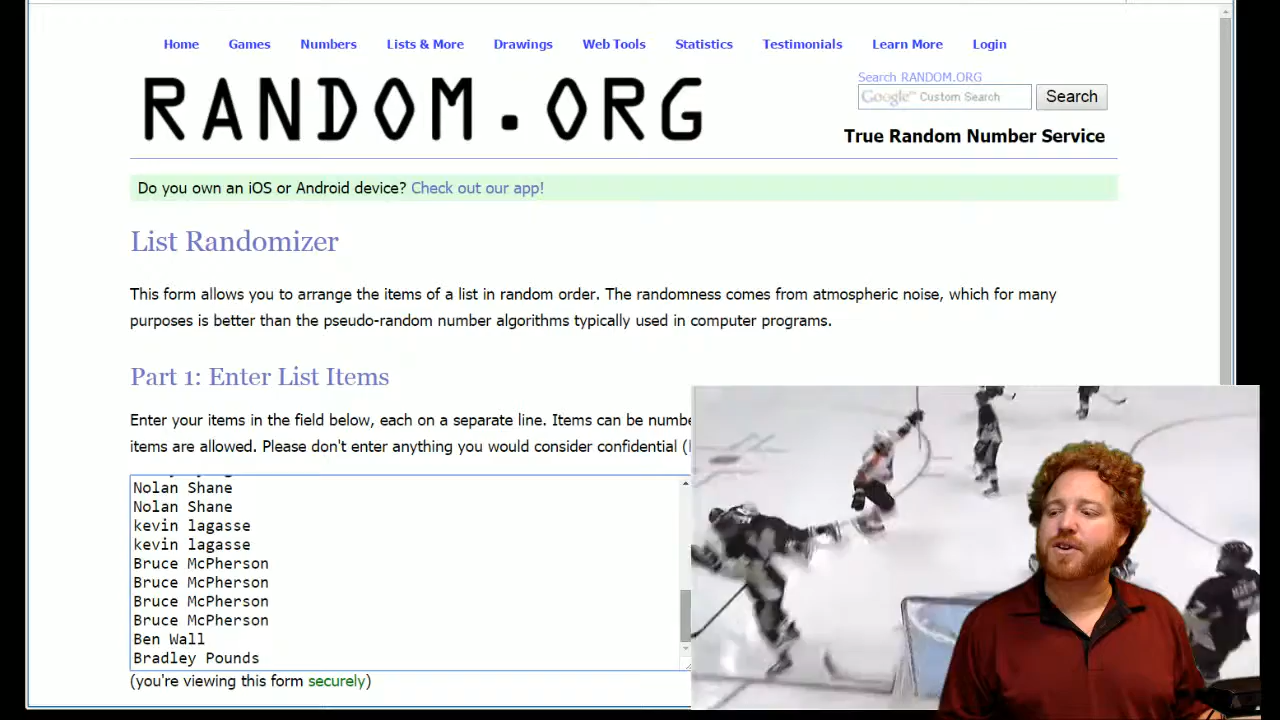 Home Games Numbers Lists & More Drawings Web Tools Statistics Testimonials Learn More Login
RANDOM.ORG
Search RANDOM.ORG
Google™ Custom Search Search
True Random Number Service
Do you own an iOS or Android device? Check out our app!
List Randomizer
This form allows you to arrange the items of a list in random order. The randomness comes from atmospheric noise, which for many
purposes is better than the pseudo-random number algorithms typically used in computer programs.
Part 1: Enter List Items
Enter your items in the field below, each on a separate line. Items can be numbe
items are allowed. Please don't enter anything you would consider confidential (
Nolan Shane
Nolan Shane
kevin lagasse
kevin lagasse
Bruce McPherson
Bruce McPherson
Bruce McPherson
Bruce McPherson
Ben Wall
Bradley Pounds
(you're viewing this form securely)